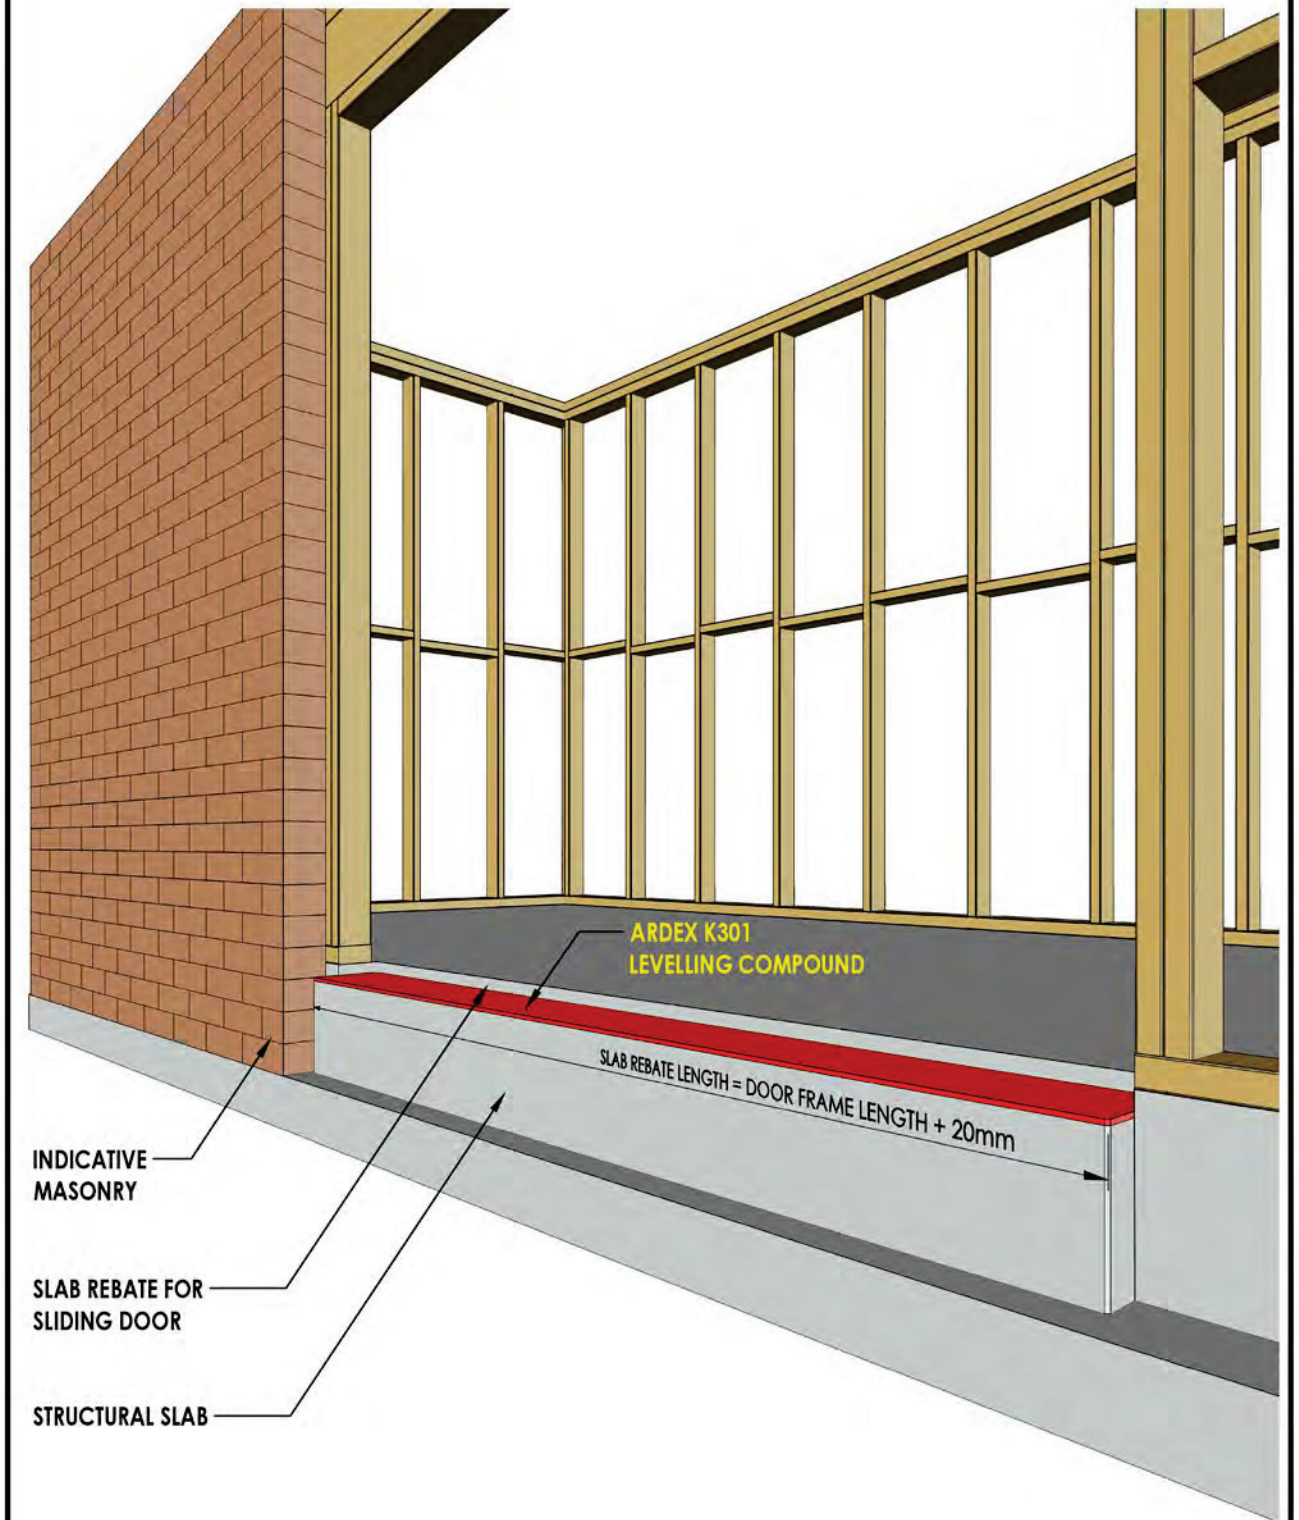 ARDEX K301
LEVELLING COMPOUND
SLAB REBATE LENGTH = DOOR FRAME LENGTH + 20mm
INDICATIVE
MASONRY
SLAB REBATE FOR
SLIDING DOOR
STRUCTURAL SLAB